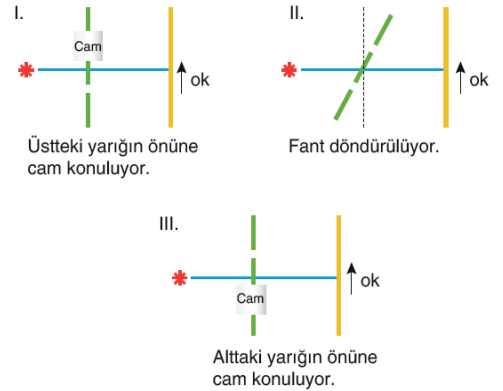 I.
Cam
ok
Üstteki yarığın önüne
cam konuluyor.
II.
ok
Fant döndürülüyor.
III.
Cam
ok
Alttaki yarığın önüne
cam konuluyor.